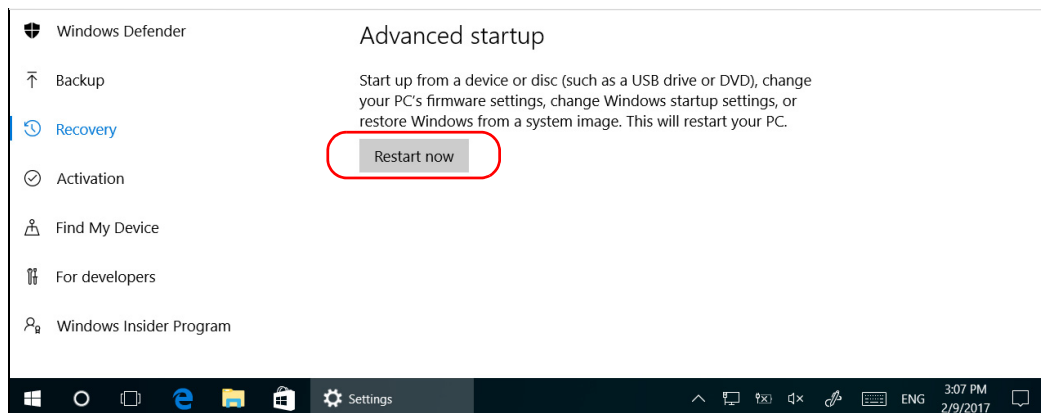 Windows Defender
Backup
Recovery
Activation
Find My Device
For developers
Windows Insider Program
Advanced startup
Start up from a device or disc (such as a USB drive or DVD), change
your PC's firmware settings, change Windows startup settings, or
restore Windows from a system image. This will restart your PC.
Restart now
Settings
ENG
3:07 PM
2/9/2017